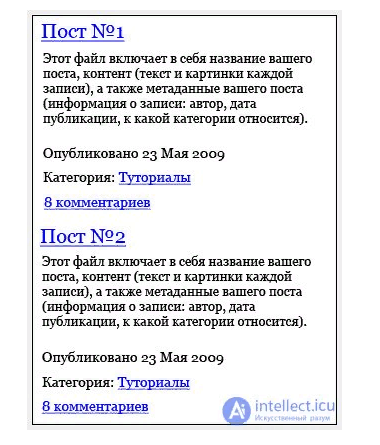 Пост №1
Этот файл включает в себя название вашего
поста, контент (текст и картинки каждой
записи), а также метаданные вашего поста
(информация о записи: автор, дата
публикации, к какой категории относится).
Опубликовано 23 Мая 2009
Категория: Туториалы
8 комментариев
Пост №2
Этот файл включает в себя название вашего
поста, контент (текст и картинки каждой
записи), а также метаданные вашего поста
(информация о записи: автор, дата
публикации, к какой категории относится).
Опубликовано 23 Мая 2009
Категория: Туториалы
8 комментариев
Ai intellect.icu
Искусственный разум